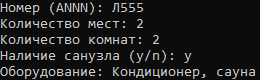 Номер (ANNN): Л555
Количество мест: 2
Количество комнат: 2
Наличие санузла (y/n): y
Оборудование: Кондиционер, сауна